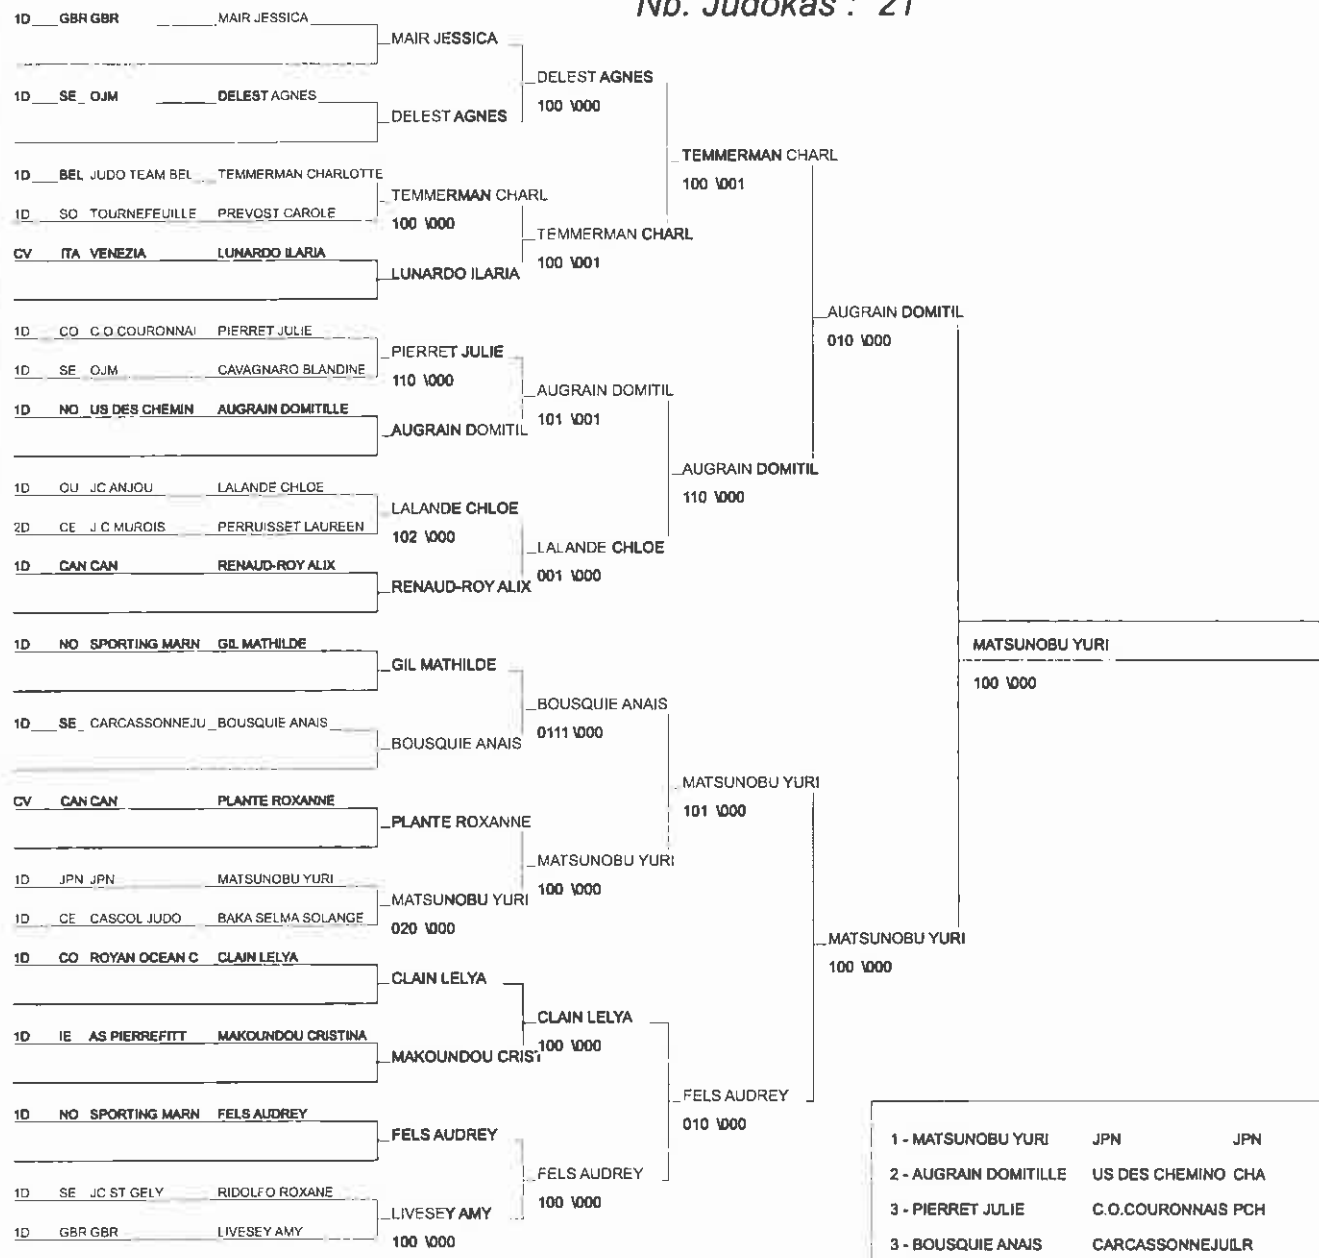 Nb. Judokas : 21
1D GBR GBR MAIR JESSICA
MAIR JESSICA
DELEST AGNES
100 \000
1D SE OJM DELEST AGNES
DELEST AGNES
TEMMERMAN CHARL
100 \001
1D BEL JUDO TEAM BEL TEMMERMAN CHARLOTTE
TEMMERMAN CHARL
100 \000
1D SO TOURNEFEUILLE PREVOST CAROLE
TEMMERMAN CHARL
100 \001
CV ITA VENEZIA LUNARDO ILARIA
LUNARDO ILARIA
AUGRAIN DOMITIL
010 \000
1D CO C.O.COURONNAI PIERRET JULIE
PIERRET JULIE
110 \000
1D SE OJM CAVAGNARO BLANDINE
AUGRAIN DOMITIL
101 \001
1D NO US DES CHEMIN AUGRAIN DOMITILLE
AUGRAIN DOMITIL
AUGRAIN DOMITIL
110 \000
1D OU JC ANJOU LALANDE CHLOE
LALANDE CHLOE
102 \000
2D CE J C MUROIS PERRUISSET LAUREEN
LALANDE CHLOE
001 \000
1D CAN CAN RENAUD-ROY ALIX
RENAUD-ROY ALIX
MATSUNOBU YURI
100 \000
1D NO SPORTING MARN GIL MATHILDE
GIL MATHILDE
BOUSQUIE ANAIS
0111 \000
1D SE CARCASSONNEJU BOUSQUIE ANAIS
BOUSQUIE ANAIS
MATSUNOBU YURI
101 \000
CV CAN CAN PLANTE ROXANNE
PLANTE ROXANNE
MATSUNOBU YURI
100 \000
1D JPN JPN MATSUNOBU YURI
MATSUNOBU YURI
020 \000
1D CE CASCOL JUDO BAKA SELMA SOLANGE
MATSUNOBU YURI
100 \000
1D CO ROYAN OCEAN C CLAIN LELYA
CLAIN LELYA
CLAIN LELYA
100 \000
1D IE AS PIERREFITT MAKOUNDOU CRISTINA
MAKOUNDOU CRIST
FELS AUDREY
010 \000
1D NO SPORTING MARN FELS AUDREY
FELS AUDREY
FELS AUDREY
100 \000
1D SE JC ST GELY RIDOLFO ROXANE
LIVESEY AMY
100 \000
1D GBR GBR LIVESEY AMY
1 - MATSUNOBU YURI JPN JPN
2 - AUGRAIN DOMITILLE US DES CHEMINO CHA
3 - PIERRET JULIE C.O.COURONNAIS PCH
3 - BOUSQUIE ANAIS CARCASSONNEJUILR